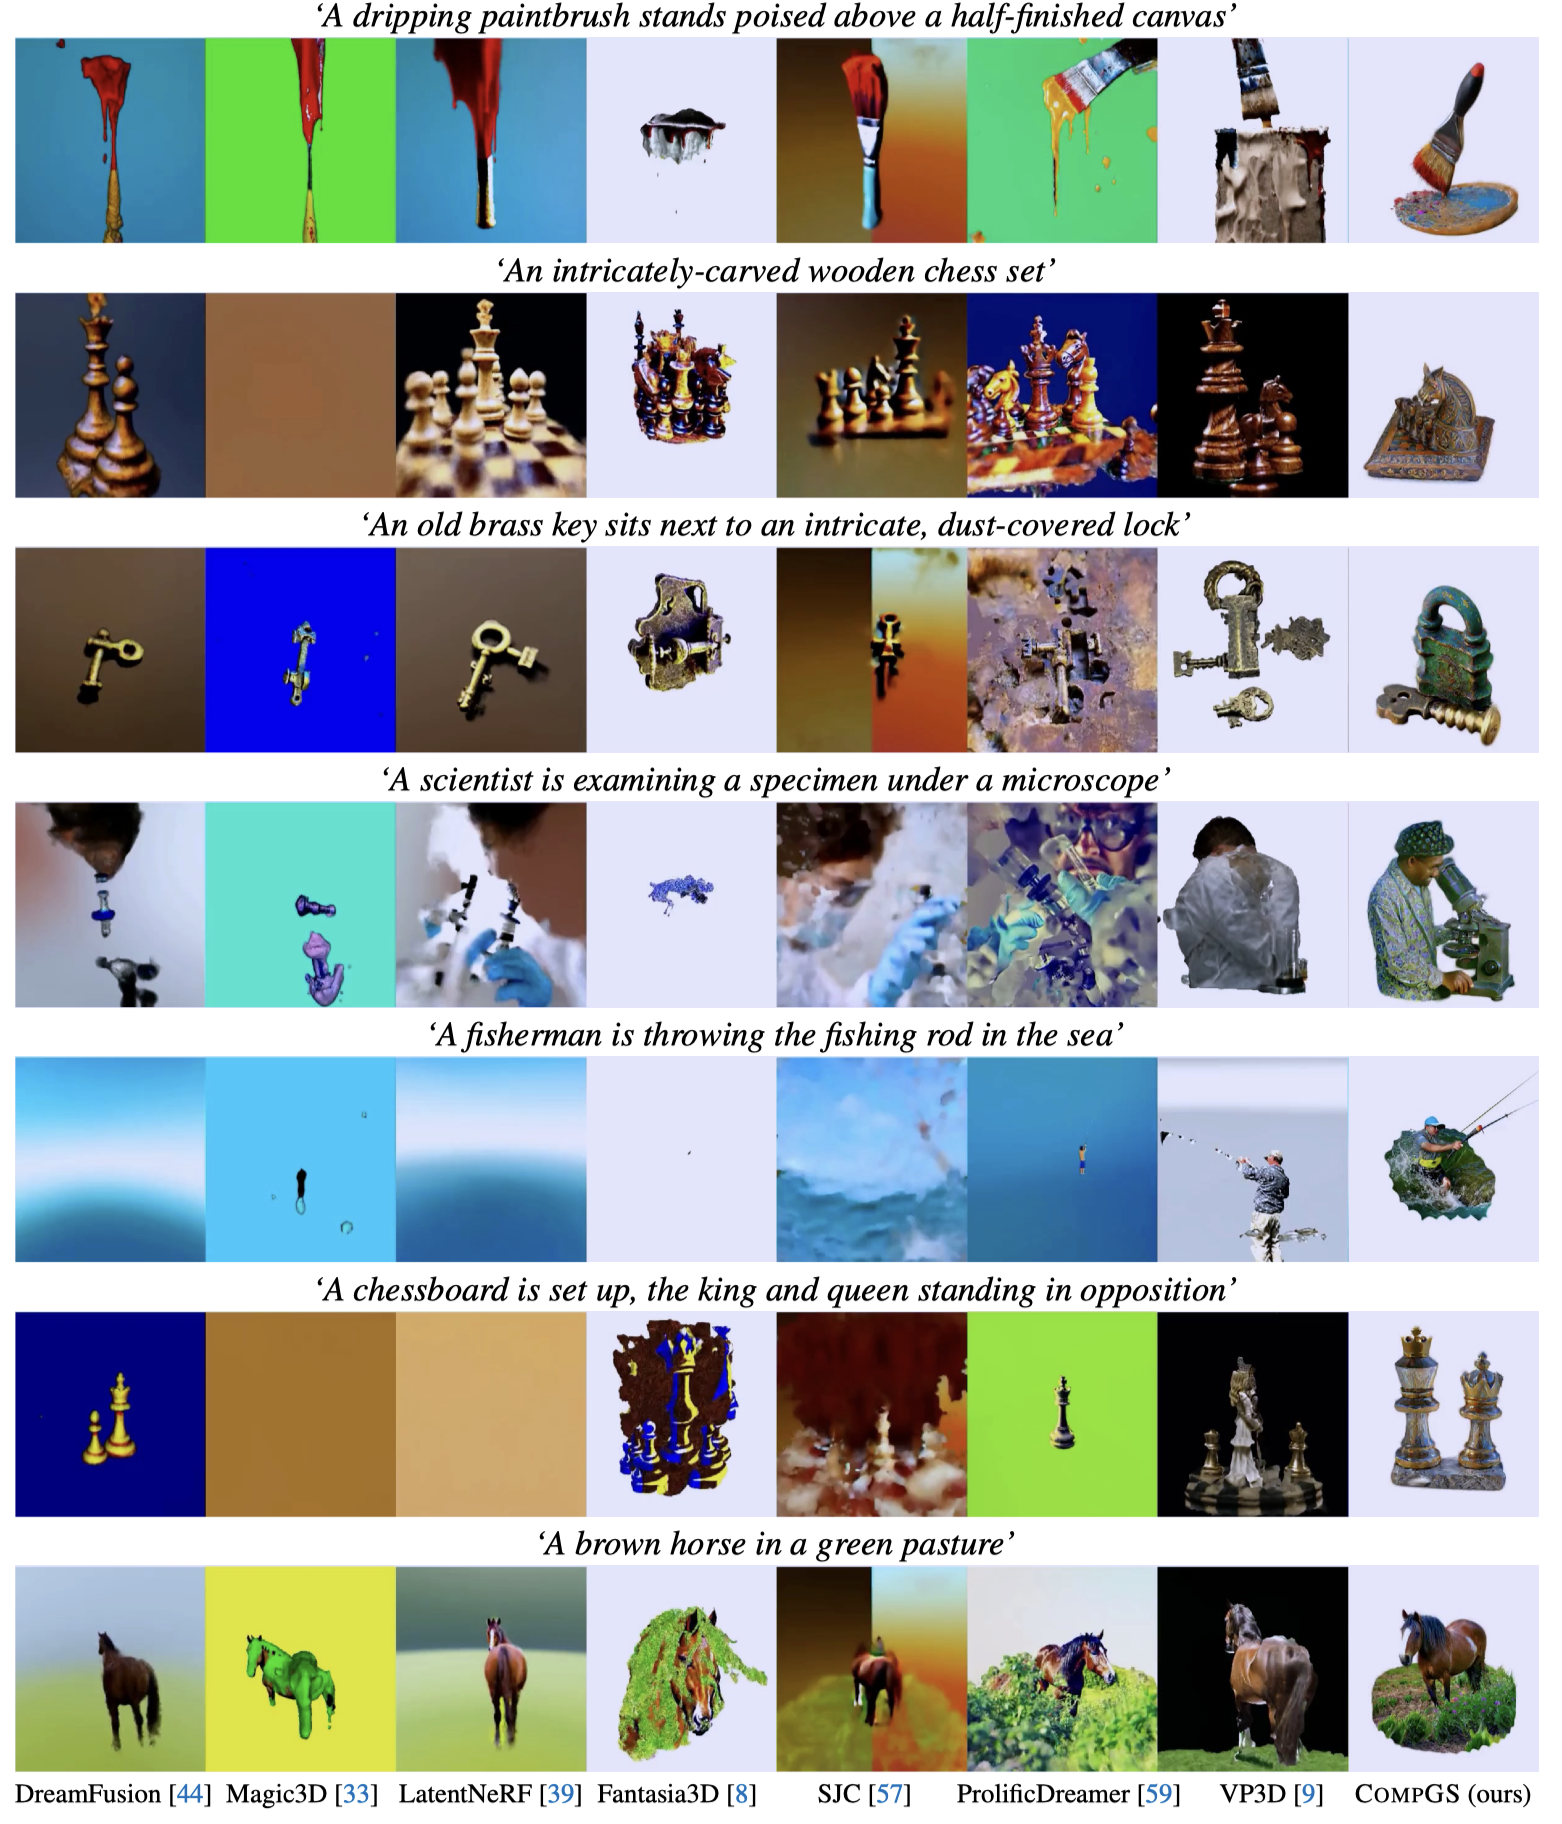 ‘A dripping paintbrush stands poised above a half-finished canvas’
‘An intricately-carved wooden chess set’
‘An old brass key sits next to an intricate, dust-covered lock’
‘A scientist is examining a specimen under a microscope’
‘A fisherman is throwing the fishing rod in the sea’
‘A chessboard is set up, the king and queen standing in opposition’
‘A brown horse in a green pasture’
DreamFusion [44] Magic3D [33] LatentNeRF [39] Fantasia3D [8] SJC [57] ProlificDreamer [59] VP3D [9] COMPGS (ours)